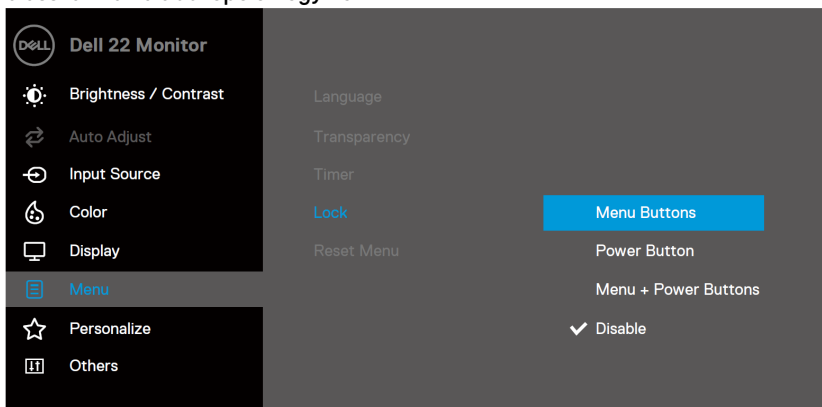 DELL
Dell 22 Monitor
Brightness / Contrast
Auto Adjust
Input Source
Color
Display
Menu
Personalize
Others
Language
Transparency
Timer
Lock
Reset Menu
Menu Buttons
Power Button
Menu + Power Buttons
Disable